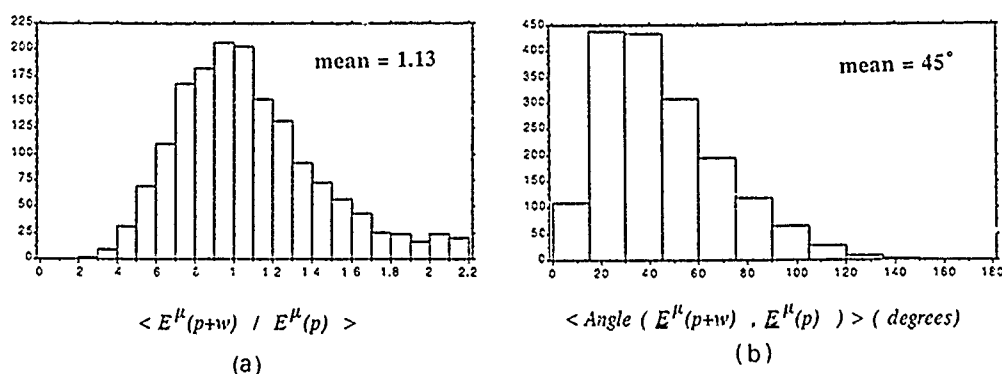 225
200
175
150
125
100
75
50
25
0
0 2 4 6 8 1 1 2 1 4 1 6 1 8 2 2.2
mean = 1.13
< E^μ(p+w) / E^μ(p) >
(a)
450
400
350
300
250
200
150
100
50
0
0 20 40 60 80 100 120 140 160 180
mean = 45°
< Angle ( E^μ(p+w) , E^μ(p) ) > ( degrees)
(b)